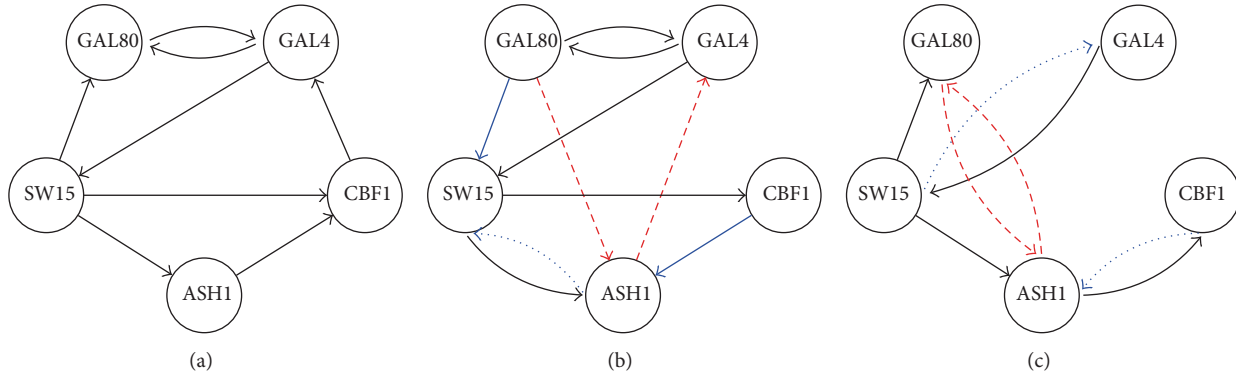 GAL80 GAL4 GAL80 GAL4 GAL80 GAL4
SW15 CBF1 SW15 CBF1 SW15 CBF1
ASH1 ASH1 ASH1
(a) (b) (c)